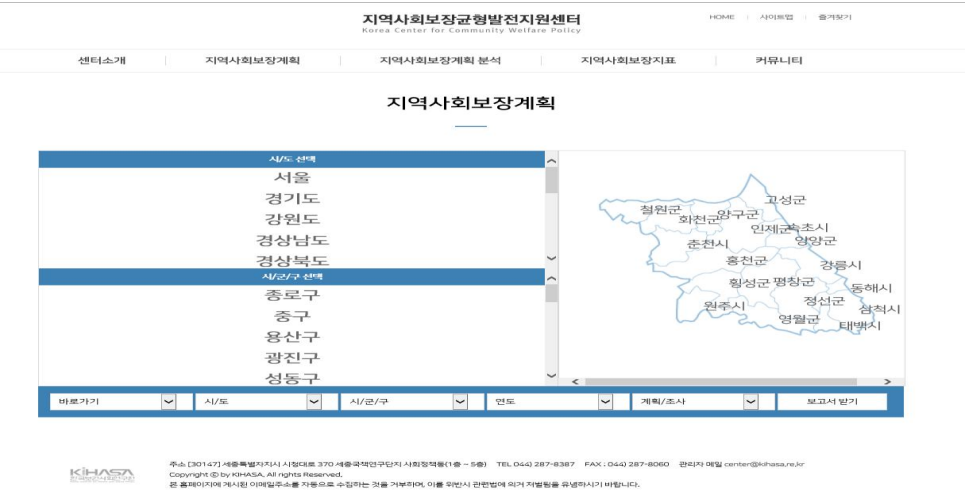 지역사회보장균형발전지원센터
Korea Center for Community Welfare Policy
HOME 사이트맵 즐겨찾기
센터소개 지역사회보장계획 지역사회보장계획 분석 지역사회보장지표 커뮤니티
지역사회보장계획
시/도 선택
서울
경기도
강원도
경상남도
경상북도
시/군/구 선택
종로구
중구
용산구
광진구
성동구
고성군
철원군
화천군
양구군
인제군
속초시
춘천시
양양군
홍천군
강릉시
횡성군
평창군
동해시
원주시
정선군
삼척시
영월군
태백시
바로가기 시/도 시/군/구 연도 계획/조사 보고서 받기
KIHASA
한국보건사회연구원
주소 [30147] 세종특별자치시 시청대로 370 세종국책연구단지 사회정책동(1층 ~ 5층) TEL. 044) 287-8387 FAX : 044) 287-8060 관리자 메일 center@kihasa.re.kr
Copyright ⓒ by KIHASA. All rights Reserved.
본 홈페이지에 게시된 이메일주소를 자동으로 수집하는 것을 거부하며, 이를 위반시 관련법에 의거 처벌됨을 유념하시기 바랍니다.